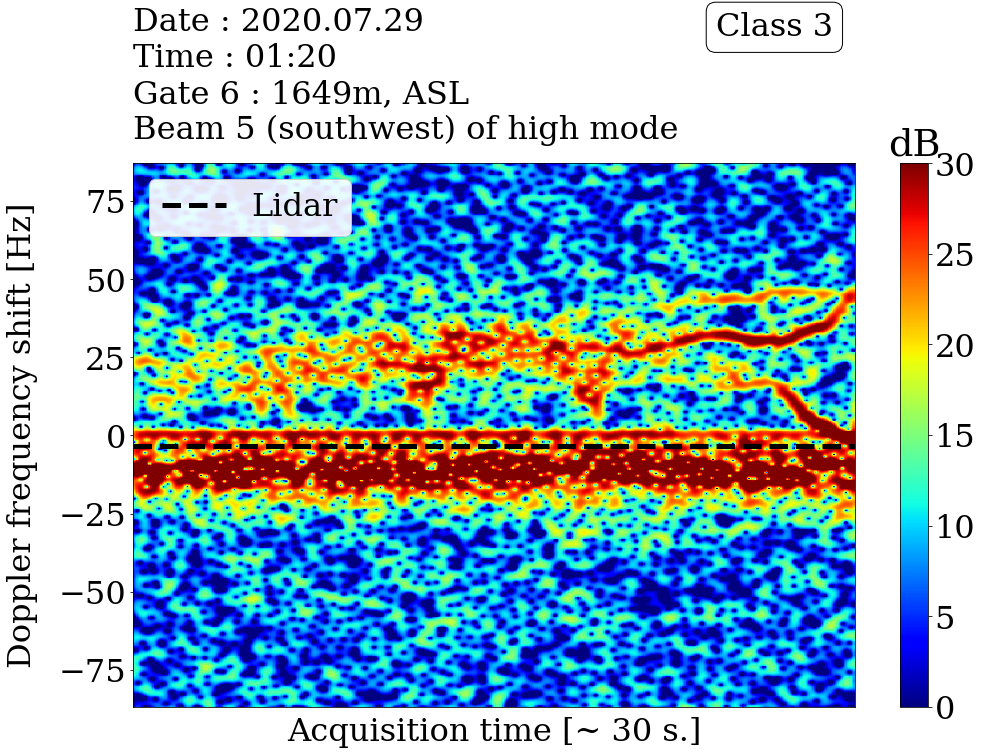 Date : 2020.07.29
Time : 01:20
Gate 6 : 1649m, ASL
Beam 5 (southwest) of high mode
Class 3
dB
Lidar
Doppler frequency shift [Hz]
75
50
25
0
−25
−50
−75
Acquisition time [~ 30 s.]
30
25
20
15
10
5
0